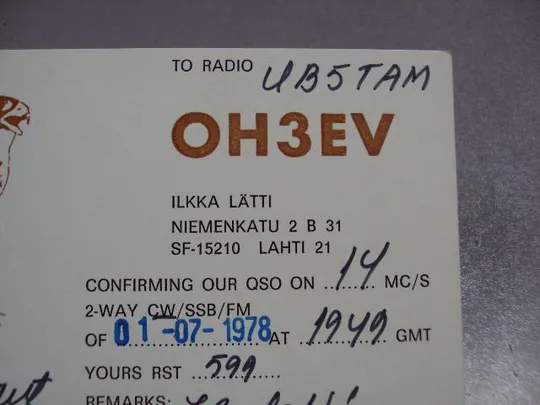 TO RADIO UB5TAM
OH3EV
ILKKA LÄTTI
NIEMENKATU 2 B 31
SF-15210 LAHTI 21
CONFIRMING OUR QSO ON ...14... MC/S
2-WAY CW/SSB/FM
OF 01-07-1978 AT 1949 GMT
YOURS RST ..599..............
REMARKS: